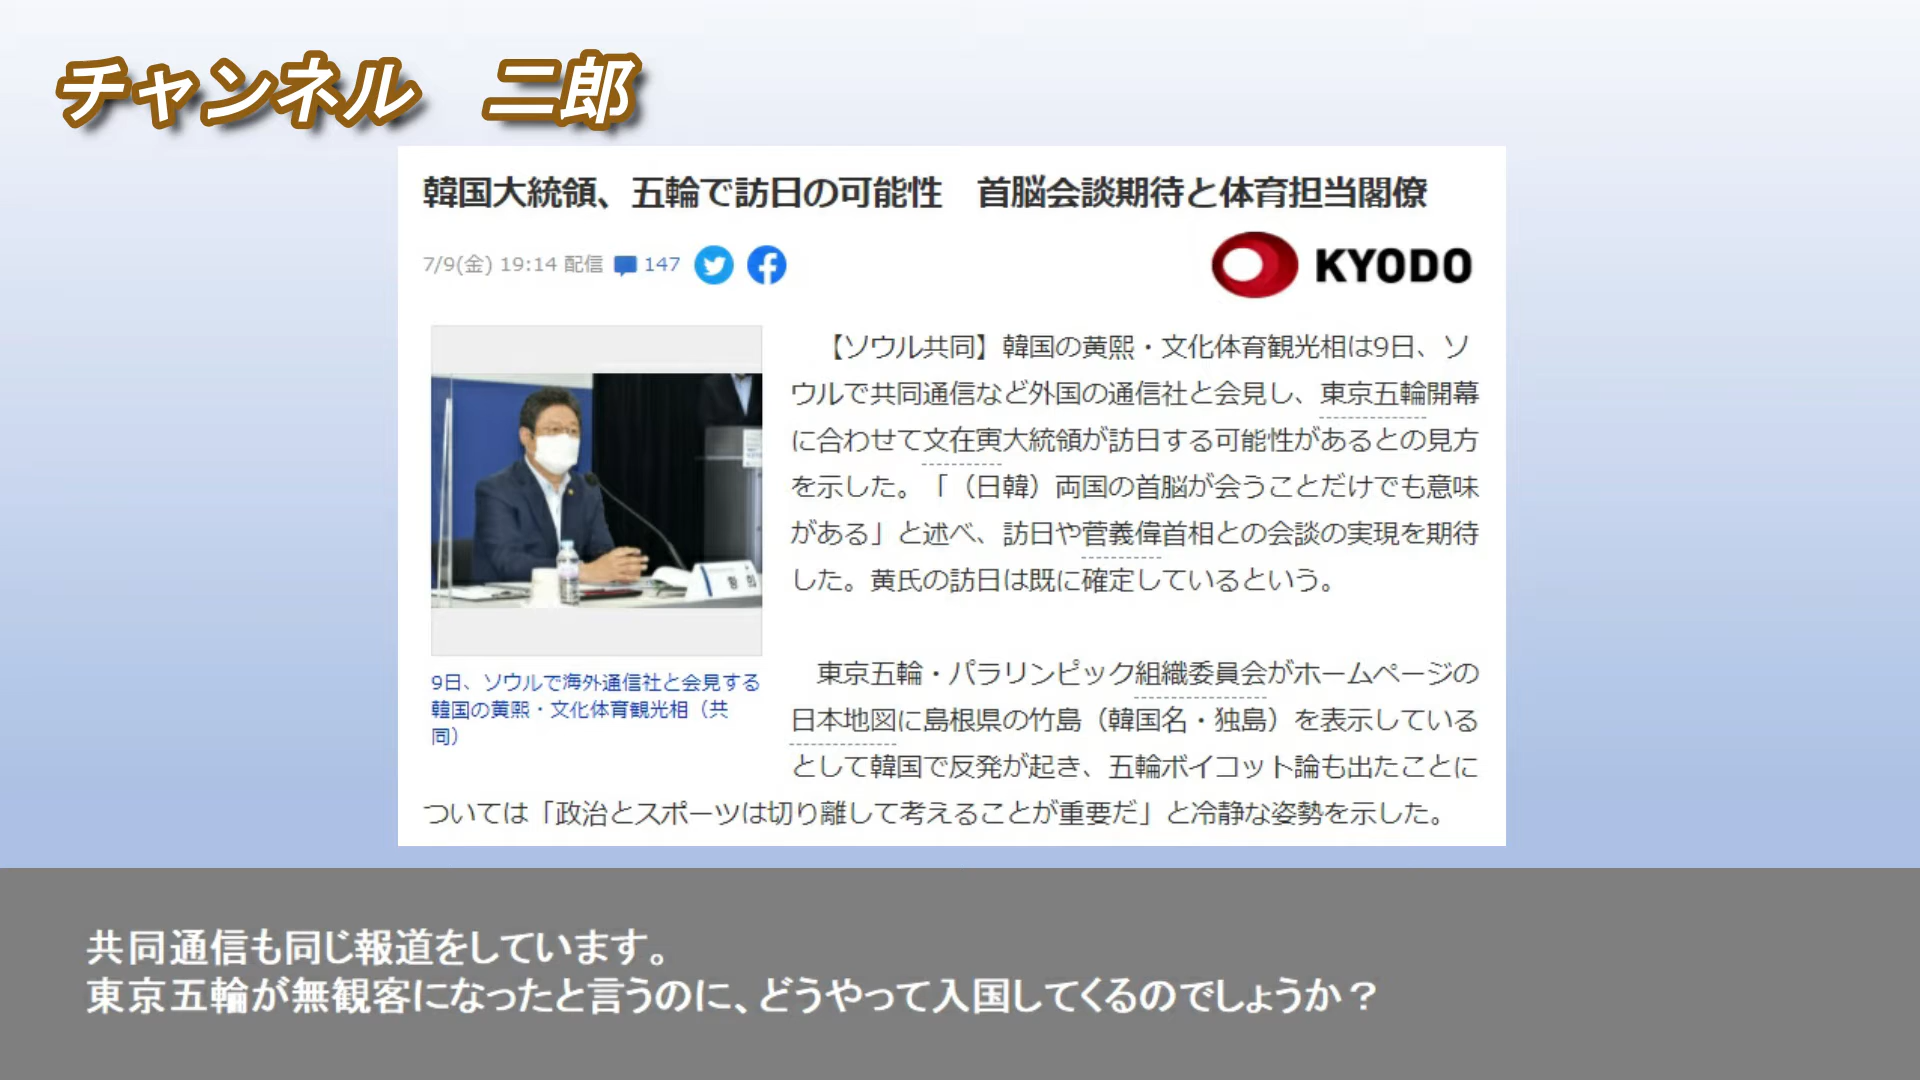 チャンネル　二郎
韓国大統領、五輪で訪日の可能性　首脳会談期待と体育担当閣僚
7/9(金) 19:14 配信 147
KYODO
【ソウル共同】韓国の黄熙・文化体育観光相は9日、ソ
ウルで共同通信など外国の通信社と会見し、東京五輪開幕
に合わせて文在寅大統領が訪日する可能性があるとの見方
を示した。「（日韓）両国の首脳が会うことだけでも意味
がある」と述べ、訪日や菅義偉首相との会談の実現を期待
した。黄氏の訪日は既に確定しているという。
9日、ソウルで海外通信社と会見する
韓国の黄熙・文化体育観光相（共
同）
東京五輪・パラリンピック組織委員会がホームページの
日本地図に島根県の竹島（韓国名・独島）を表示している
として韓国で反発が起き、五輪ボイコット論も出たことに
ついては「政治とスポーツは切り離して考えることが重要だ」と冷静な姿勢を示した。
共同通信も同じ報道をしています。
東京五輪が無観客になったと言うのに、どうやって入国してくるのでしょうか？